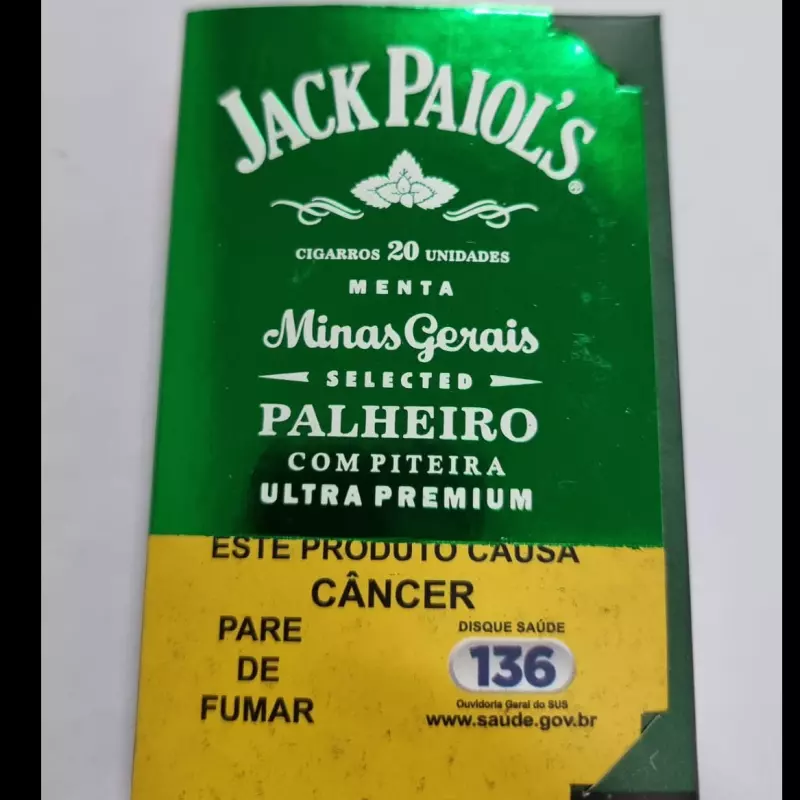 JACK PAIOL'S®
CIGARROS 20 UNIDADES
MENTA
Minas Gerais
SELECTED
PALHEIRO
COM PITEIRA
ULTRA PREMIUM
ESTE PRODUTO CAUSA
CÂNCER
PARE
DE
FUMAR
DISQUE SAÚDE
136
Ouvidoria Geral do SUS
www.saude.gov.br